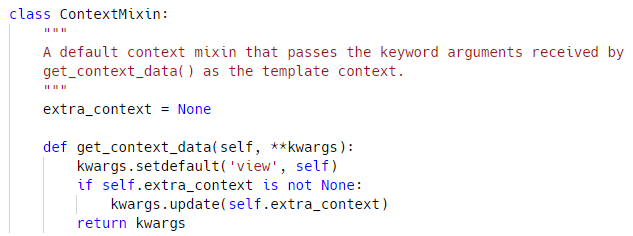 class ContextMixin:
    """
    A default context mixin that passes the keyword arguments received by
    get_context_data() as the template context.
    """
    extra_context = None

    def get_context_data(self, **kwargs):
        kwargs.setdefault('view', self)
        if self.extra_context is not None:
            kwargs.update(self.extra_context)
        return kwargs